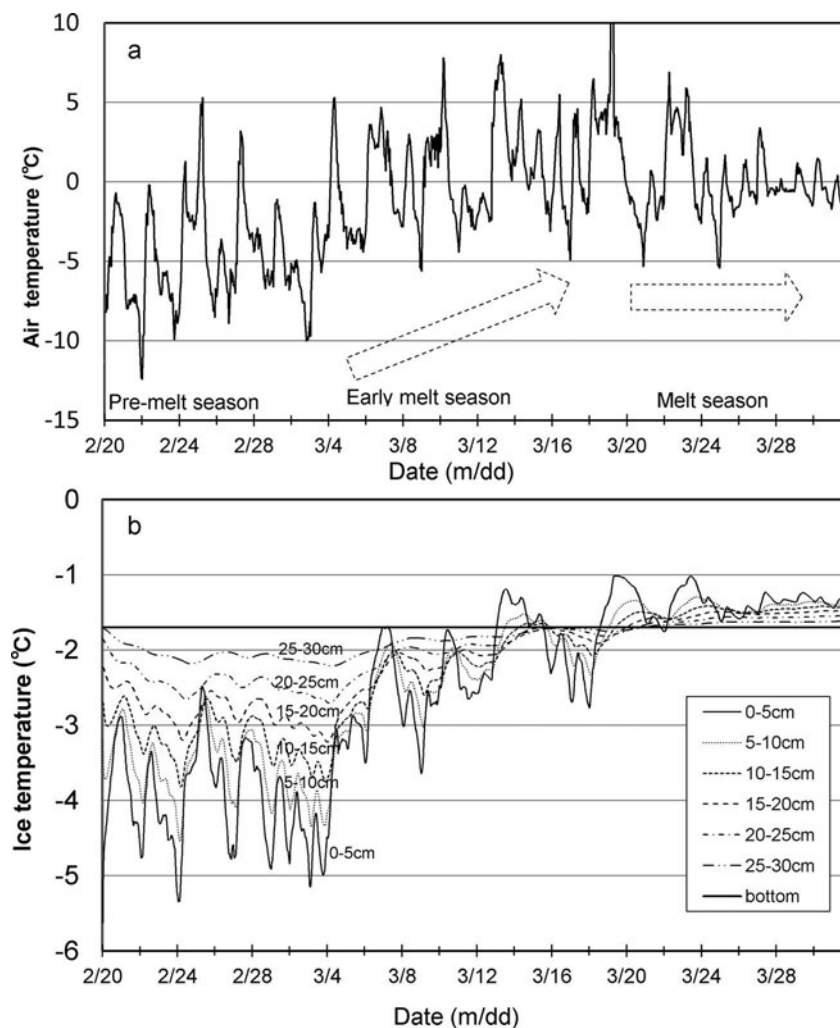 a
10
5
0
-5
-10
-15
Air temperature (°C)
Pre-melt season
Early melt season
Melt season
2/20 2/24 2/28 3/4 3/8 3/12 3/16 3/20 3/24 3/28
Date (m/dd)
b
0
-1
-2
-3
-4
-5
-6
Ice temperature (°C)
25-30cm
20-25cm
15-20cm
10-15cm
5-10cm
0-5cm
0-5cm
5-10cm
10-15cm
15-20cm
20-25cm
25-30cm
bottom
2/20 2/24 2/28 3/4 3/8 3/12 3/16 3/20 3/24 3/28
Date (m/dd)